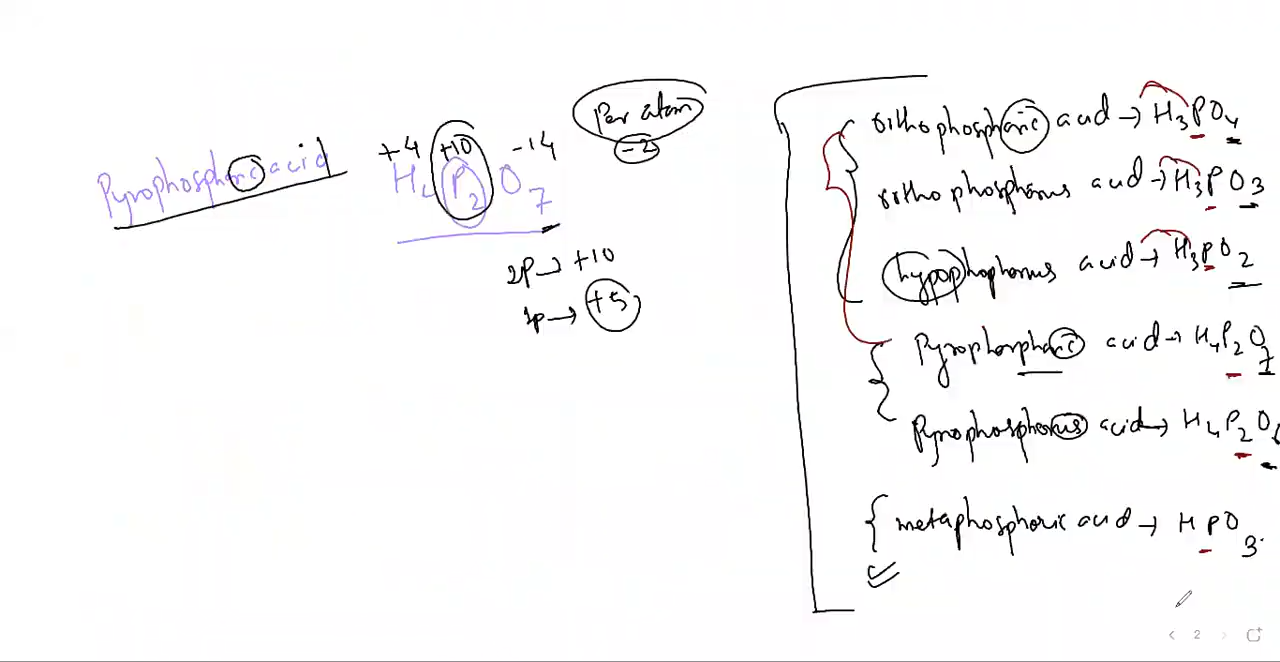 Pyrophosphoric acid
+4 +10 -14
H4 P2 O7
Per atom
-2
2P → +10
1P → +5
orthophosphoric acid → H3PO4
orthophosphorus acid → H3PO3
hypophosphorus acid → H3PO2
Pyrophosphoric acid → H4P2O7
Pyrophosphorus acid → H4P2O
metaphosphoric acid → HPO3
2